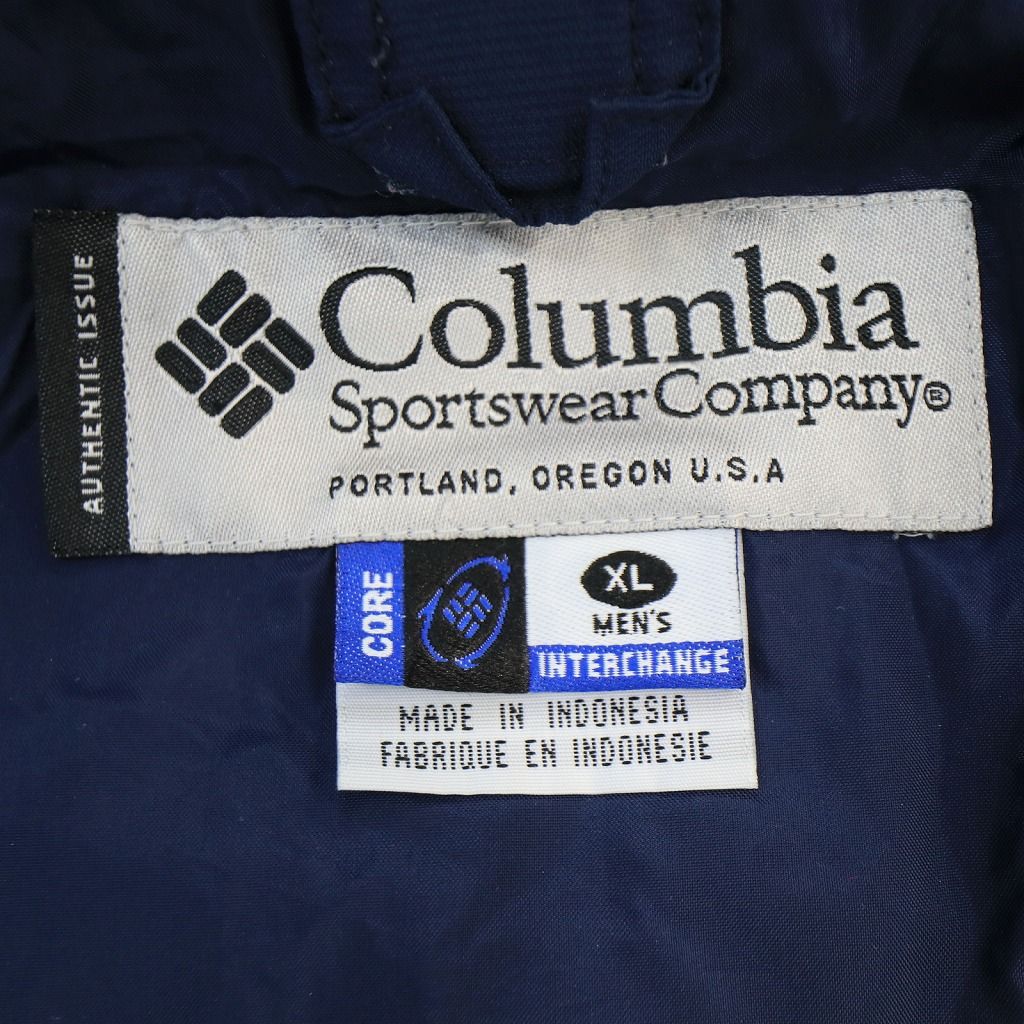 AUTHENTIC ISSUE
Columbia
Sportswear Company®
PORTLAND, OREGON U.S.A
CORE
XL
MEN'S
INTERCHANGE
MADE IN INDONESIA
FABRIQUE EN INDONESIE